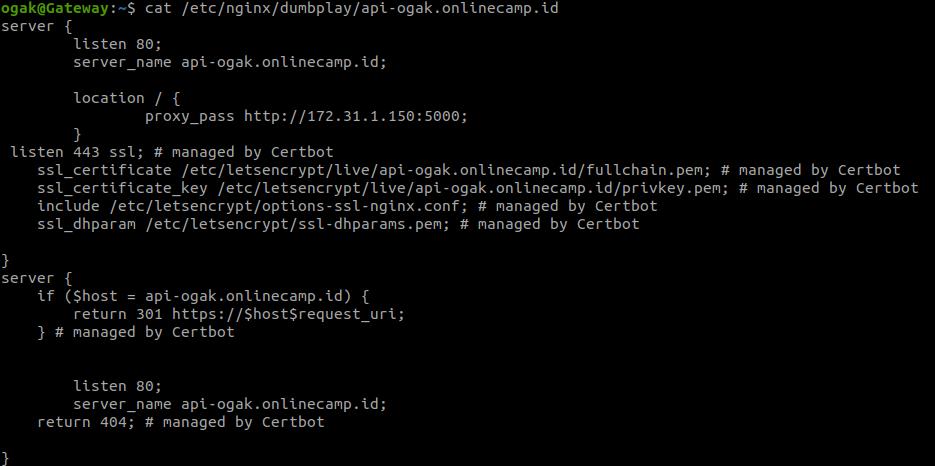 ogak@Gateway:~$ cat /etc/nginx/dumbplay/api-ogak.onlinecamp.id
server {
        listen 80;
        server_name api-ogak.onlinecamp.id;

        location / {
                proxy_pass http://172.31.1.150:5000;
        }
 listen 443 ssl; # managed by Certbot
    ssl_certificate /etc/letsencrypt/live/api-ogak.onlinecamp.id/fullchain.pem; # managed by Certbot
    ssl_certificate_key /etc/letsencrypt/live/api-ogak.onlinecamp.id/privkey.pem; # managed by Certbot
    include /etc/letsencrypt/options-ssl-nginx.conf; # managed by Certbot
    ssl_dhparam /etc/letsencrypt/ssl-dhparams.pem; # managed by Certbot

}
server {
    if ($host = api-ogak.onlinecamp.id) {
        return 301 https://$host$request_uri;
    } # managed by Certbot


        listen 80;
        server_name api-ogak.onlinecamp.id;
    return 404; # managed by Certbot

}